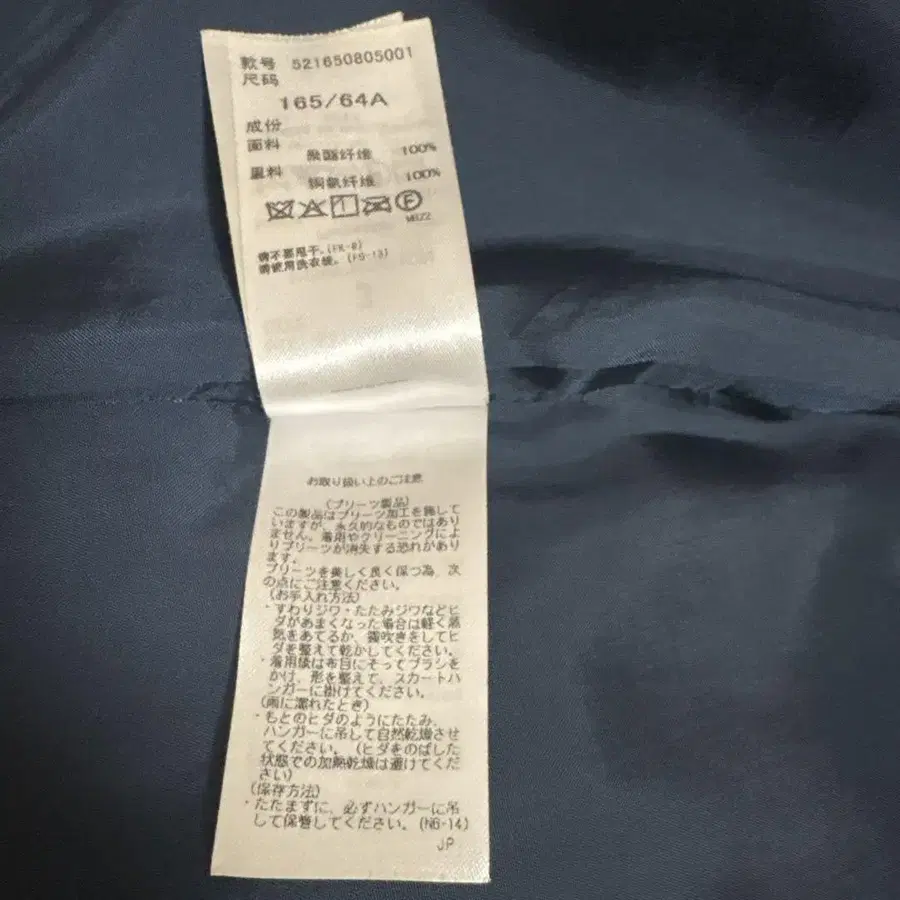 款号 521650805001
尺码
165/64A
成份
面料
聚酯纤维 100%
里料
铜氨纤维 100%
F
请不要甩干。(FK-8)
请使用洗衣袋。(FG-13)
お取り扱い上のご注意
(プリーツ製品)
この製品はプリーツ加工を施して
いますが、永久的なものではあり
ません。着用やクリーニングによ
りプリーツが消失する恐れがあり
ます。
プリーツを美しく良く保つ為、次
の点にご注意ください。
(お手入れ方法)
・すわりジワ・たたみジワなどヒ
ダがあまくなった場合は軽く蒸
気をあてるか、霧吹きをしてヒ
ダを整えて乾かしてください。
・着用後は布目にそってブラシを
かけ、形を整えて、スカートハ
ンガーに掛けてください。
(雨に濡れたとき)
・もとのヒダのようにたたみ、
ハンガーに吊して自然乾燥させ
てください。(ヒダをのばした
状態での加熱乾燥は避けてくだ
さい)
(保存方法)
・たたまずに、必ずハンガーに吊
して保管してください。(N6-14)
JP